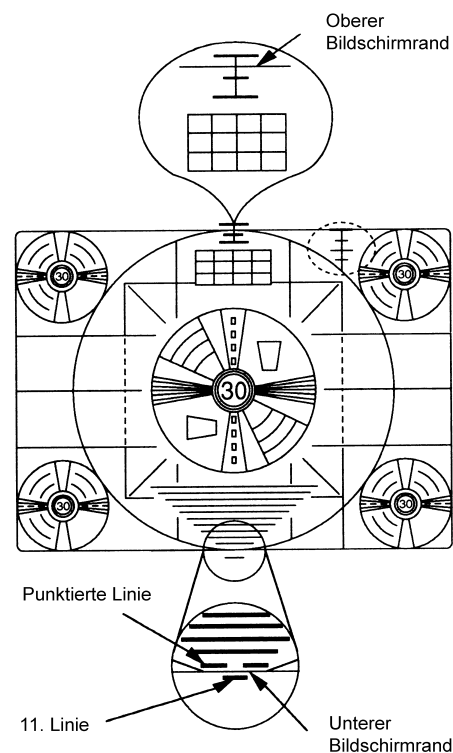 Oberer
Bildschirmrand
30
30
30
30
30
Punktierte Linie
11. Linie
Unterer
Bildschirmrand